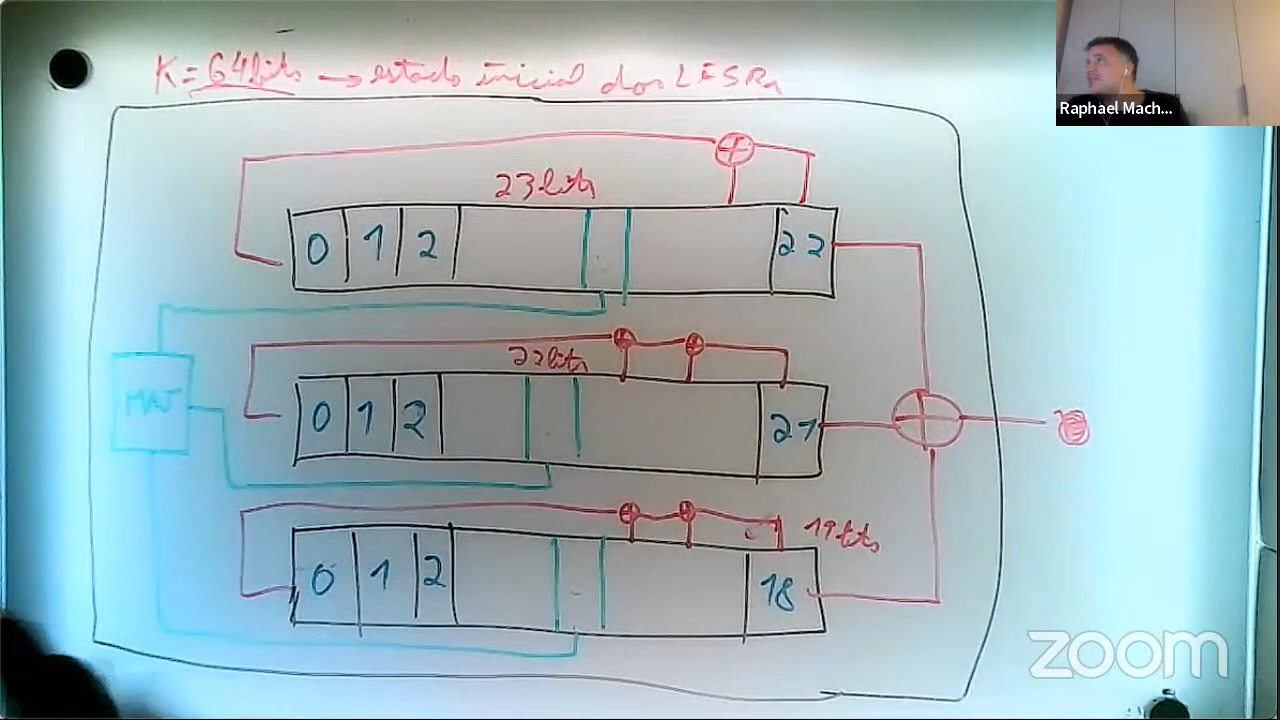 K = 64 bits → estado inicial dos LFSRs
Raphael Mach...
23 bits
0 1 2 22
22 bits
0 1 2 21
MAJ
19 bits
0 1 2 18
zoom